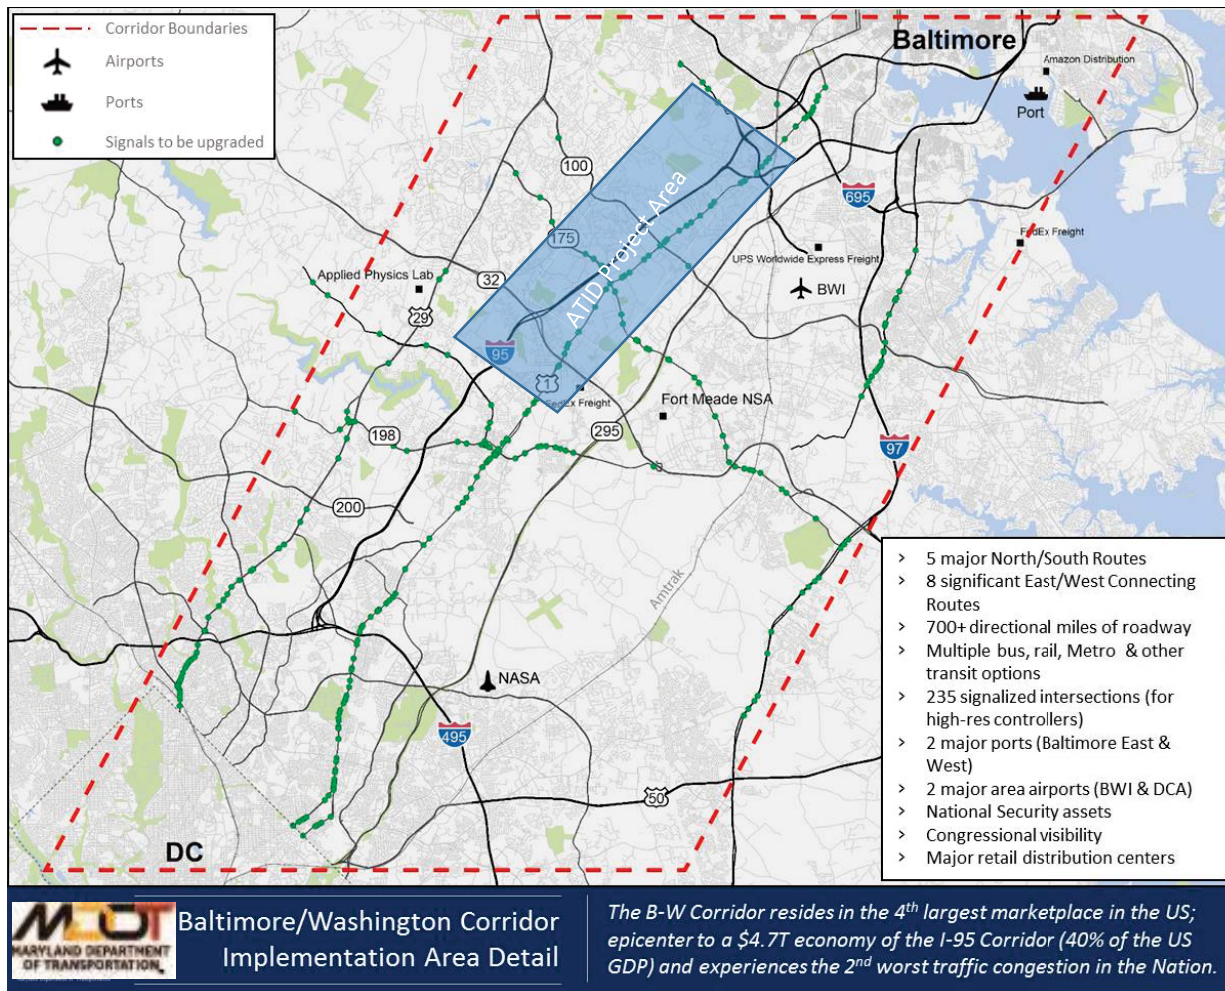 Corridor Boundaries
Airports
Ports
Signals to be upgraded
Baltimore
Amazon Distribution
Port
100
695
175
ATID Project Area
FedEx Freight
UPS Worldwide Express Freight
Applied Physics Lab
32
BWI
29
95
1
FedEx Freight
Fort Meade NSA
198
295
97
200
Amtrak
NASA
495
50
DC
> 5 major North/South Routes
> 8 significant East/West Connecting
Routes
> 700+ directional miles of roadway
> Multiple bus, rail, Metro & other
transit options
> 235 signalized intersections (for
high-res controllers)
> 2 major ports (Baltimore East &
West)
> 2 major area airports (BWI & DCA)
> National Security assets
> Congressional visibility
> Major retail distribution centers
MDOT
MARYLAND DEPARTMENT
OF TRANSPORTATION
Baltimore/Washington Corridor
Implementation Area Detail
The B-W Corridor resides in the 4th largest marketplace in the US;
epicenter to a $4.7T economy of the I-95 Corridor (40% of the US
GDP) and experiences the 2nd worst traffic congestion in the Nation.